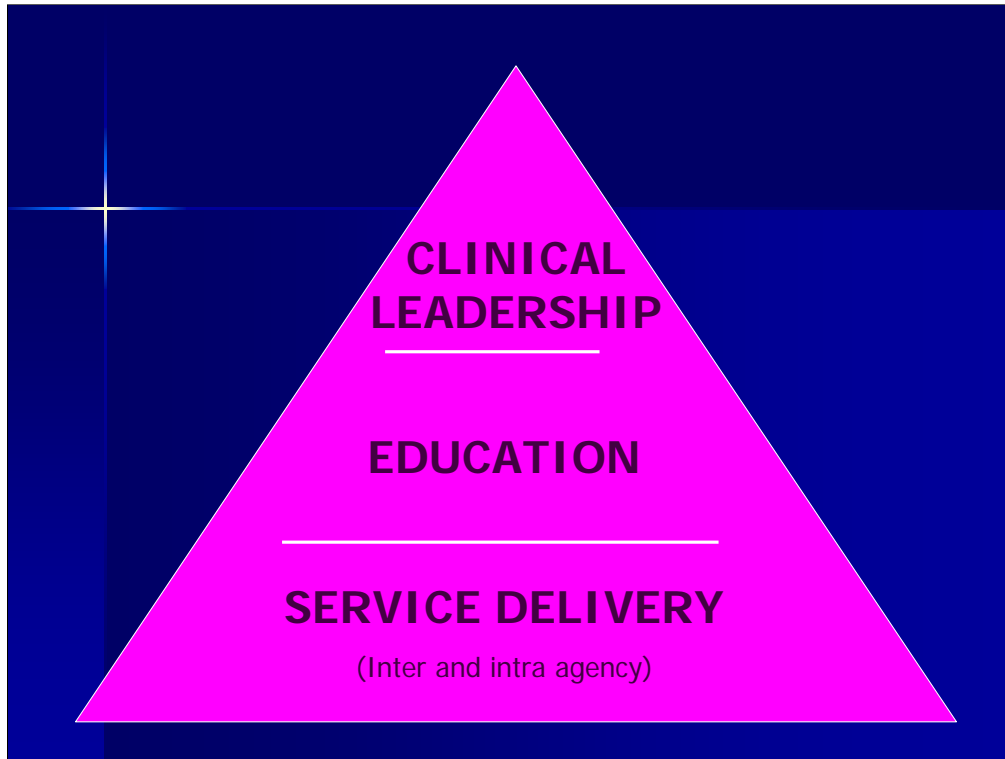 CLINICAL
LEADERSHIP
EDUCATION
SERVICE DELIVERY
(Inter and intra agency)